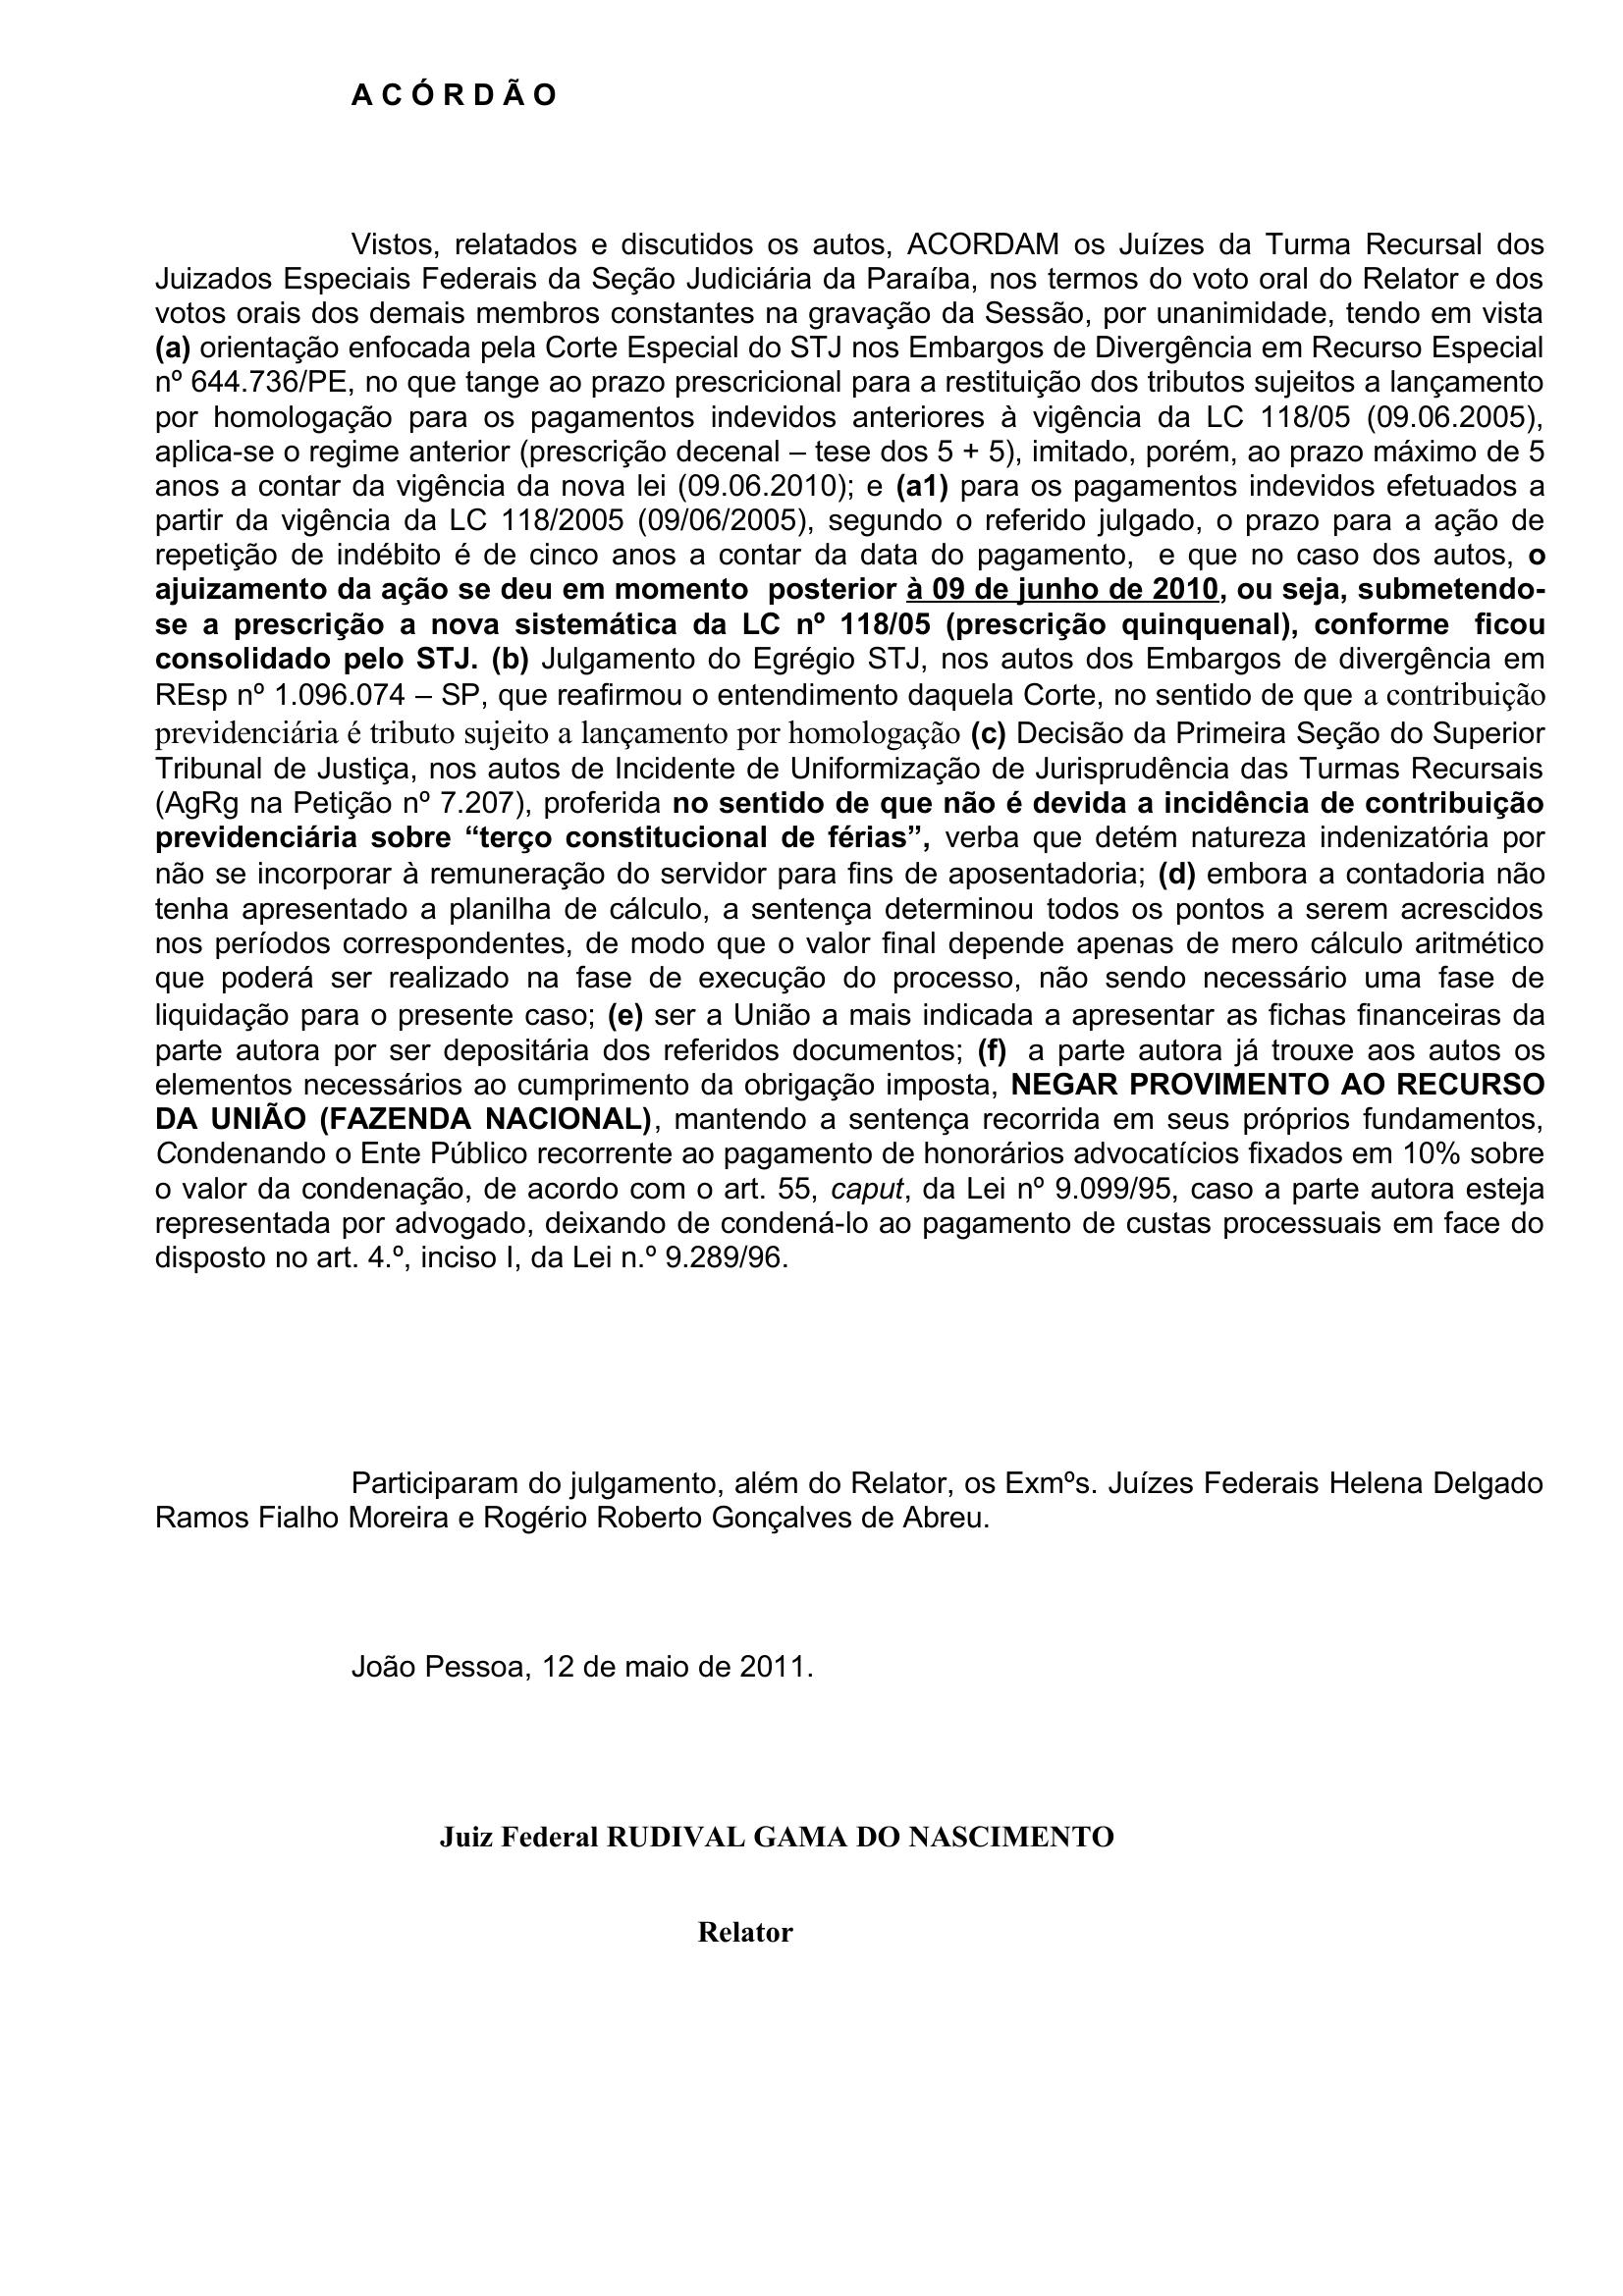 A C Ó R D Ã O
Vistos, relatados e discutidos os autos, ACORDAM os Juízes da Turma Recursal dos
Juizados Especiais Federais da Seção Judiciária da Paraíba, nos termos do voto oral do Relator e dos
votos orais dos demais membros constantes na gravação da Sessão, por unanimidade, tendo em vista
(a) orientação enfocada pela Corte Especial do STJ nos Embargos de Divergência em Recurso Especial
nº 644.736/PE, no que tange ao prazo prescricional para a restituição dos tributos sujeitos a lançamento
por homologação para os pagamentos indevidos anteriores à vigência da LC 118/05 (09.06.2005),
aplica-se o regime anterior (prescrição decenal – tese dos 5 + 5), imitado, porém, ao prazo máximo de 5
anos a contar da vigência da nova lei (09.06.2010); e (a1) para os pagamentos indevidos efetuados a
partir da vigência da LC 118/2005 (09/06/2005), segundo o referido julgado, o prazo para a ação de
repetição de indébito é de cinco anos a contar da data do pagamento, e que no caso dos autos, o
ajuizamento da ação se deu em momento posterior à 09 de junho de 2010, ou seja, submetendo-
se a prescrição a nova sistemática da LC nº 118/05 (prescrição quinquenal), conforme ficou
consolidado pelo STJ. (b) Julgamento do Egrégio STJ, nos autos dos Embargos de divergência em
REsp nº 1.096.074 – SP, que reafirmou o entendimento daquela Corte, no sentido de que a contribuição
previdenciária é tributo sujeito a lançamento por homologação (c) Decisão da Primeira Seção do Superior
Tribunal de Justiça, nos autos de Incidente de Uniformização de Jurisprudência das Turmas Recursais
(AgRg na Petição nº 7.207), proferida no sentido de que não é devida a incidência de contribuição
previdenciária sobre “terço constitucional de férias”, verba que detém natureza indenizatória por
não se incorporar à remuneração do servidor para fins de aposentadoria; (d) embora a contadoria não
tenha apresentado a planilha de cálculo, a sentença determinou todos os pontos a serem acrescidos
nos períodos correspondentes, de modo que o valor final depende apenas de mero cálculo aritmético
que poderá ser realizado na fase de execução do processo, não sendo necessário uma fase de
liquidação para o presente caso; (e) ser a União a mais indicada a apresentar as fichas financeiras da
parte autora por ser depositária dos referidos documentos; (f) a parte autora já trouxe aos autos os
elementos necessários ao cumprimento da obrigação imposta, NEGAR PROVIMENTO AO RECURSO
DA UNIÃO (FAZENDA NACIONAL), mantendo a sentença recorrida em seus próprios fundamentos,
Condenando o Ente Público recorrente ao pagamento de honorários advocatícios fixados em 10% sobre
o valor da condenação, de acordo com o art. 55, caput, da Lei nº 9.099/95, caso a parte autora esteja
representada por advogado, deixando de condená-lo ao pagamento de custas processuais em face do
disposto no art. 4.º, inciso I, da Lei n.º 9.289/96.
Participaram do julgamento, além do Relator, os Exmºs. Juízes Federais Helena Delgado
Ramos Fialho Moreira e Rogério Roberto Gonçalves de Abreu.
João Pessoa, 12 de maio de 2011.
Juiz Federal RUDIVAL GAMA DO NASCIMENTO
Relator